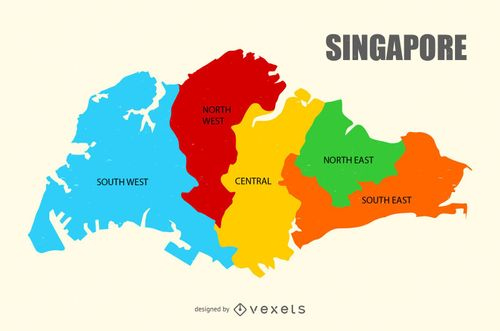 SINGAPORE
NORTH
WEST
NORTH EAST
SOUTH WEST
CENTRAL
SOUTH EAST
designed by vexels